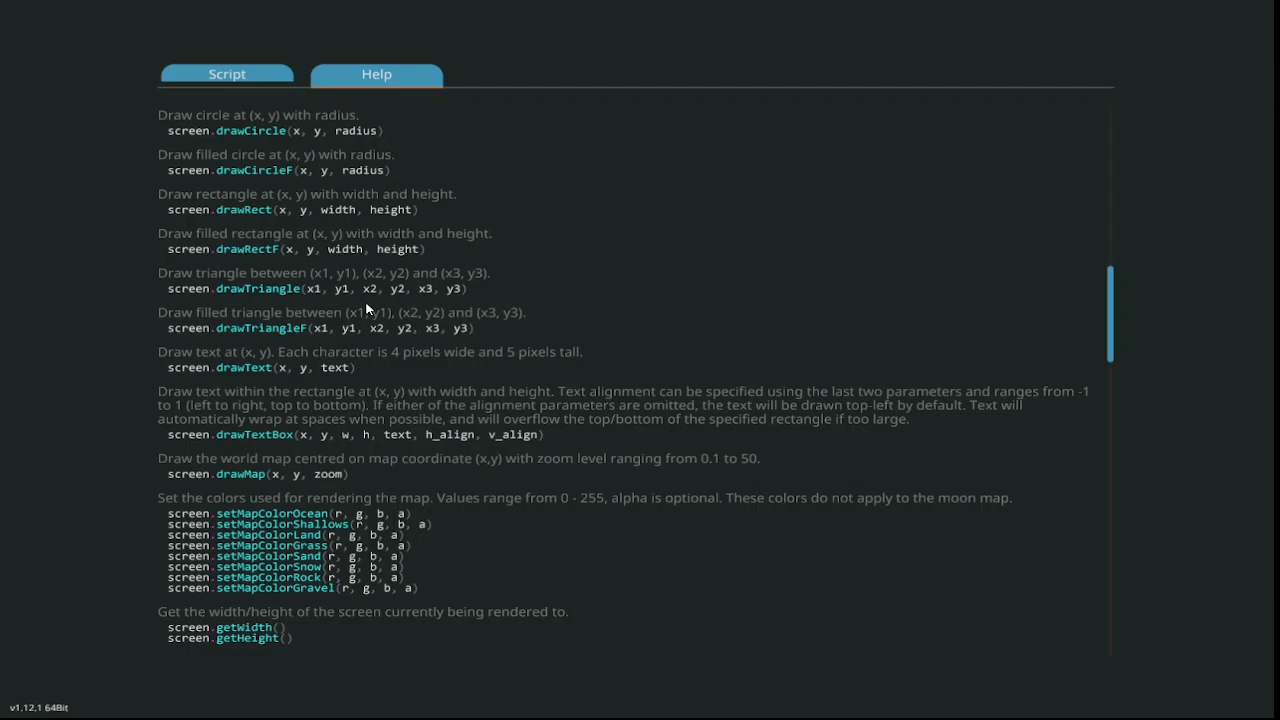 Script
Help
Draw circle at (x, y) with radius.
screen.drawCircle(x, y, radius)
Draw filled circle at (x, y) with radius.
screen.drawCircleF(x, y, radius)
Draw rectangle at (x, y) with width and height.
screen.drawRect(x, y, width, height)
Draw filled rectangle at (x, y) with width and height.
screen.drawRectF(x, y, width, height)
Draw triangle between (x1, y1), (x2, y2) and (x3, y3).
screen.drawTriangle(x1, y1, x2, y2, x3, y3)
Draw filled triangle between (x1, y1), (x2, y2) and (x3, y3).
screen.drawTriangleF(x1, y1, x2, y2, x3, y3)
Draw text at (x, y). Each character is 4 pixels wide and 5 pixels tall.
screen.drawText(x, y, text)
Draw text within the rectangle at (x, y) with width and height. Text alignment can be specified using the last two parameters and ranges from -1
to 1 (left to right, top to bottom). If either of the alignment parameters are omitted, the text will be drawn top-left by default. Text will
automatically wrap at spaces when possible, and will overflow the top/bottom of the specified rectangle if too large.
screen.drawTextBox(x, y, w, h, text, h_align, v_align)
Draw the world map centred on map coordinate (x,y) with zoom level ranging from 0.1 to 50.
screen.drawMap(x, y, zoom)
Set the colors used for rendering the map. Values range from 0 - 255, alpha is optional. These colors do not apply to the moon map.
screen.setMapColorOcean(r, g, b, a)
screen.setMapColorShallows(r, g, b, a)
screen.setMapColorLand(r, g, b, a)
screen.setMapColorGrass(r, g, b, a)
screen.setMapColorSand(r, g, b, a)
screen.setMapColorSnow(r, g, b, a)
screen.setMapColorRock(r, g, b, a)
screen.setMapColorGravel(r, g, b, a)
Get the width/height of the screen currently being rendered to.
screen.getWidth()
screen.getHeight()
v1.12.1 64Bit